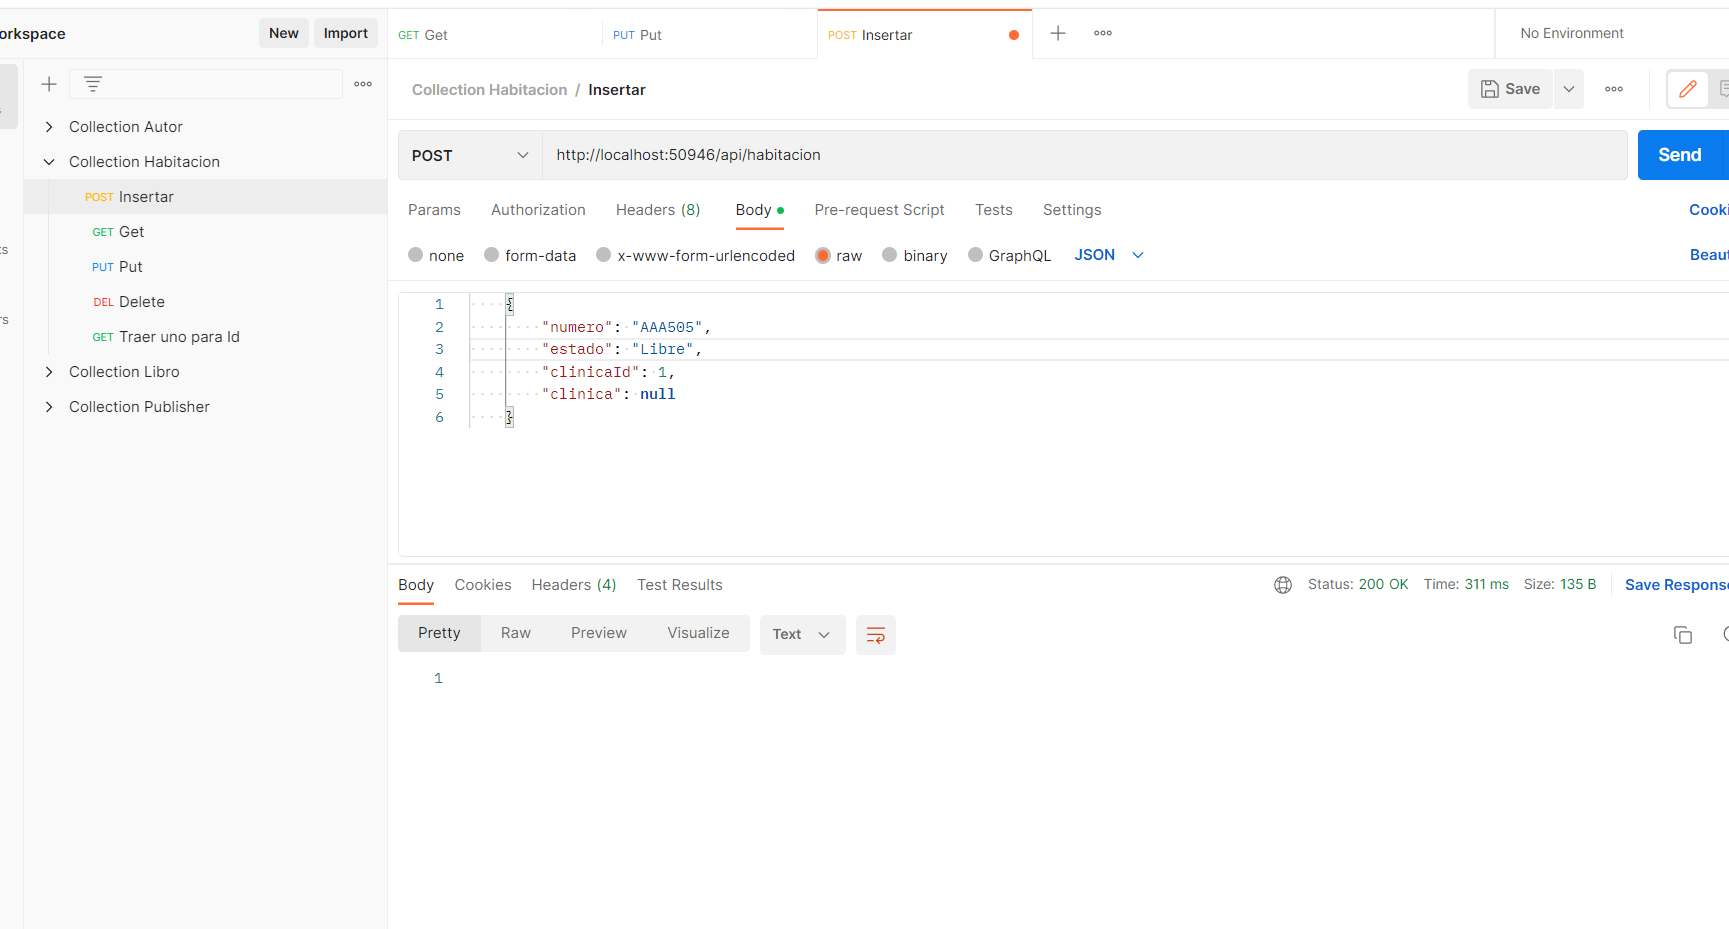 orkspace
New
Import
GET Get
PUT Put
POST Insertar
No Environment
Collection Habitacion / Insertar
Save
Collection Autor
Collection Habitacion
POST Insertar
GET Get
PUT Put
DEL Delete
GET Traer uno para Id
Collection Libro
Collection Publisher
ts
rs
POST
http://localhost:50946/api/habitacion
Send
Params
Authorization
Headers (8)
Body
Pre-request Script
Tests
Settings
Cooki
none
form-data
x-www-form-urlencoded
raw
binary
GraphQL
JSON
Beaut
1 {
2 "numero": "AAA505",
3 "estado": "Libre",
4 "clinicaId": 1,
5 "clinica": null
6 }
Body
Cookies
Headers (4)
Test Results
Status: 200 OK
Time: 311 ms
Size: 135 B
Save Respons
Pretty
Raw
Preview
Visualize
Text
1